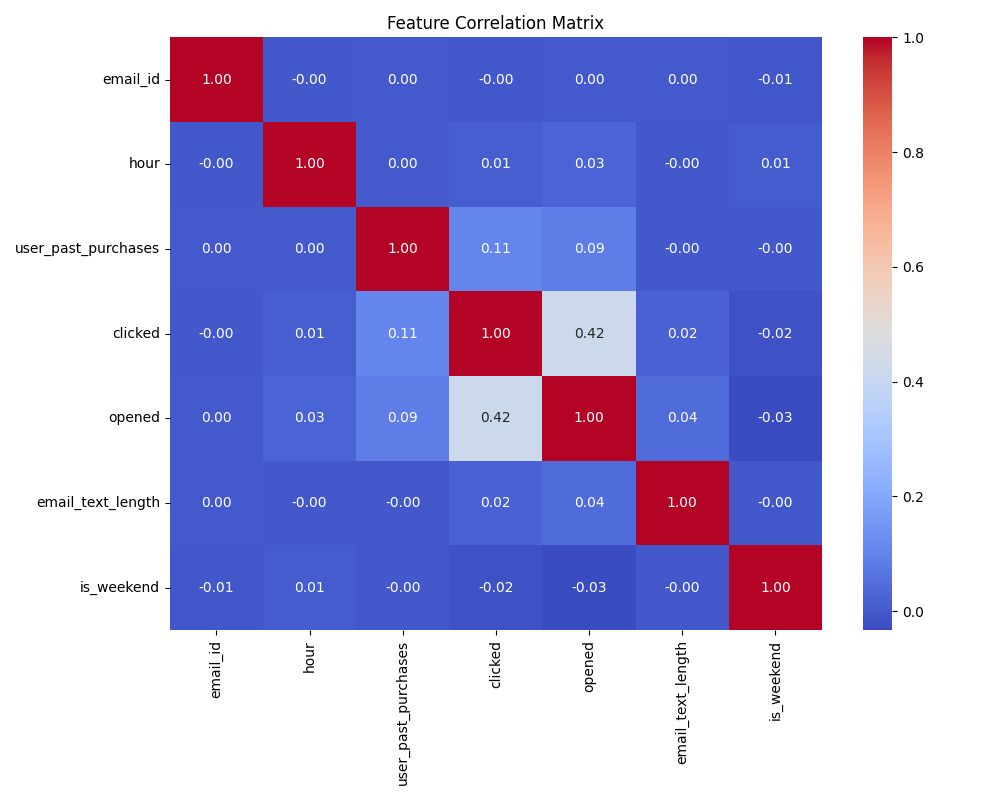 Feature Correlation Matrix
email_id 1.00 -0.00 0.00 -0.00 0.00 0.00 -0.01
hour -0.00 1.00 0.00 0.01 0.03 -0.00 0.01
user_past_purchases 0.00 0.00 1.00 0.11 0.09 -0.00 -0.00
clicked -0.00 0.01 0.11 1.00 0.42 0.02 -0.02
opened 0.00 0.03 0.09 0.42 1.00 0.04 -0.03
email_text_length 0.00 -0.00 -0.00 0.02 0.04 1.00 -0.00
is_weekend -0.01 0.01 -0.00 -0.02 -0.03 -0.00 1.00
email_id hour user_past_purchases clicked opened email_text_length is_weekend
1.0
0.8
0.6
0.4
0.2
0.0